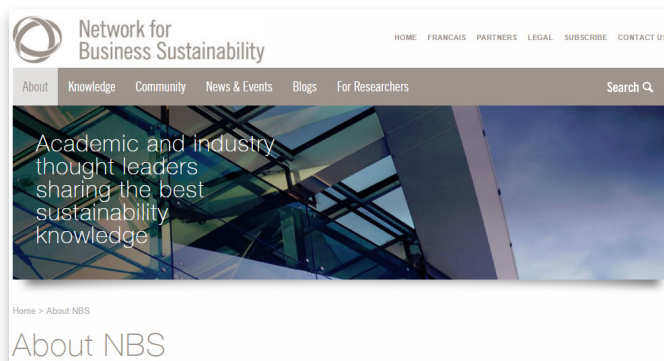 Network for
Business Sustainability
HOME FRANCAIS PARTNERS LEGAL SUBSCRIBE CONTACT US
About Knowledge Community News & Events Blogs For Researchers Search
Academic and industry
thought leaders
sharing the best
sustainability
knowledge
Home > About NBS
About NBS